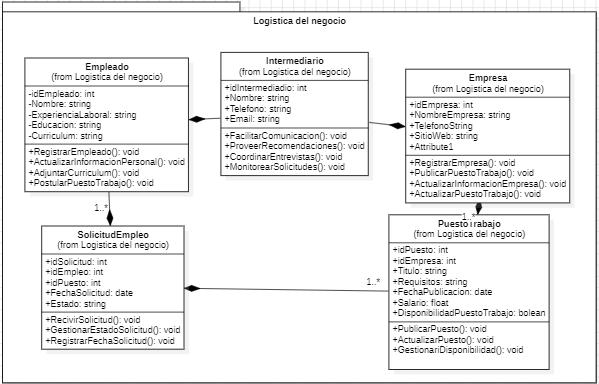 Logistica del negocio
Empleado
(from Logistica del negocio)
-idEmpleado: int
-Nombre: string
-ExperienciaLaboral: string
-Educacion: string
-Curriculum: string
+RegistrarEmpleado(): void
+ActualizarInformacionPersonal(): void
+AdjuntarCurriculum(): void
+PostularPuestoTrabajo(): void
Intermediario
(from Logistica del negocio)
+idIntermediadio: int
+Nombre: string
+Telefono: string
+Email: string
+FacilitarComunicacion(): void
+ProveerRecomendaciones(): void
+CoordinarEntrevistas(): void
+MonitorearSolicitudes(): void
Empresa
(from Logistica del negocio)
+idEmpresa: int
+NombreEmpresa: string
+TelefonoString
+SitioWeb: string
+Attribute1
+RegistrarEmpresa(): void
+PublicarPuestoTrabajo(): void
+ActualizarInformacionEmpresa(): void
+ActualizarPuestoTrabajo(): void
1..*
SolicitudEmpleo
(from Logistica del negocio)
+idSolicitud: int
+idEmpleo: int
+idPuesto: int
+FechaSolicitud: date
+Estado: string
+RecivirSolicitud(): void
+GestionarEstadoSolicitud(): void
+RegistrarFechaSolicitud(): void
1..*
1..*
PuestoTrabajo
(from Logistica del negocio)
+idPuesto: int
+idEmpresa: int
+Titulo: string
+Requisitos: string
+FechaPublicacion: date
+Salario: float
+DisponibilidadPuestoTrabajo: bolean
+PublicarPuesto(): void
+ActualizarPuesto(): void
+GestionariDisponibilidad(): void